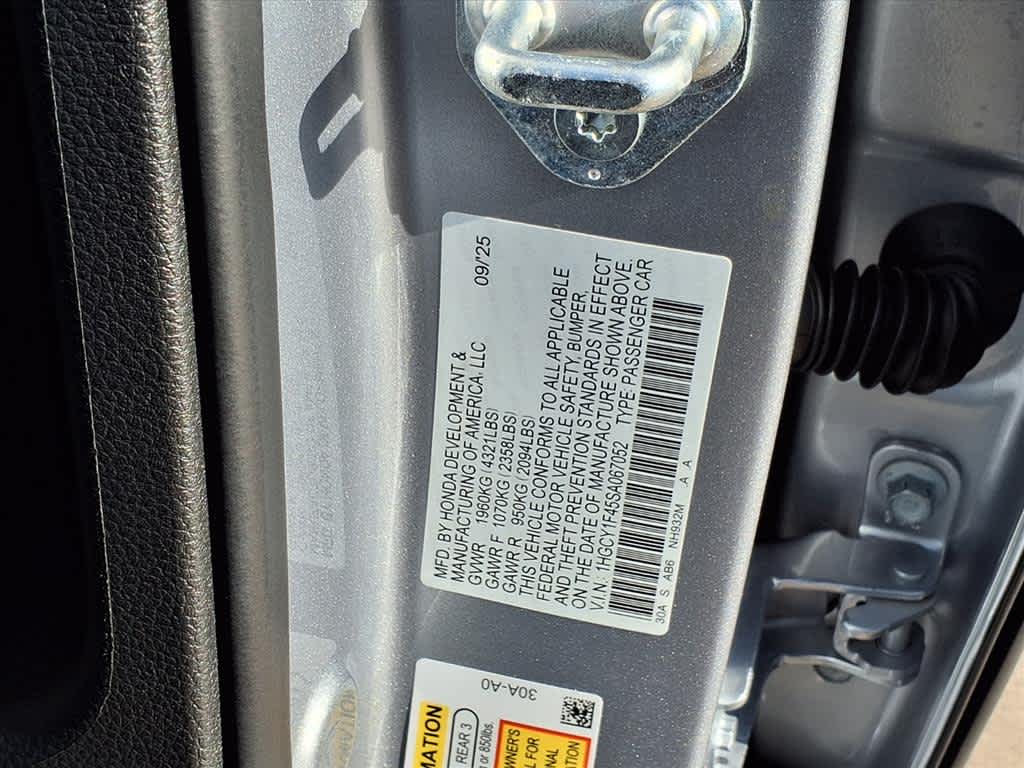 MFD. BY HONDA DEVELOPMENT &
MANUFACTURING OF AMERICA, LLC 09/'25
GVWR 1960KG(4321LBS)
GAWR F 1070KG(2358LBS)
GAWR R 950KG(2094LBS)
THIS VEHICLE CONFORMS TO ALL APPLICABLE
FEDERAL MOTOR VEHICLE SAFETY, BUMPER,
AND THEFT PREVENTION STANDARDS IN EFFECT
ON THE DATE OF MANUFACTURE SHOWN ABOVE.
V.I.N.: 1HGCY1F45SA067052 TYPE: PASSENGER CAR
30A S AB6 NH932M A A
30A-A0
REAR 3
or 850lbs.